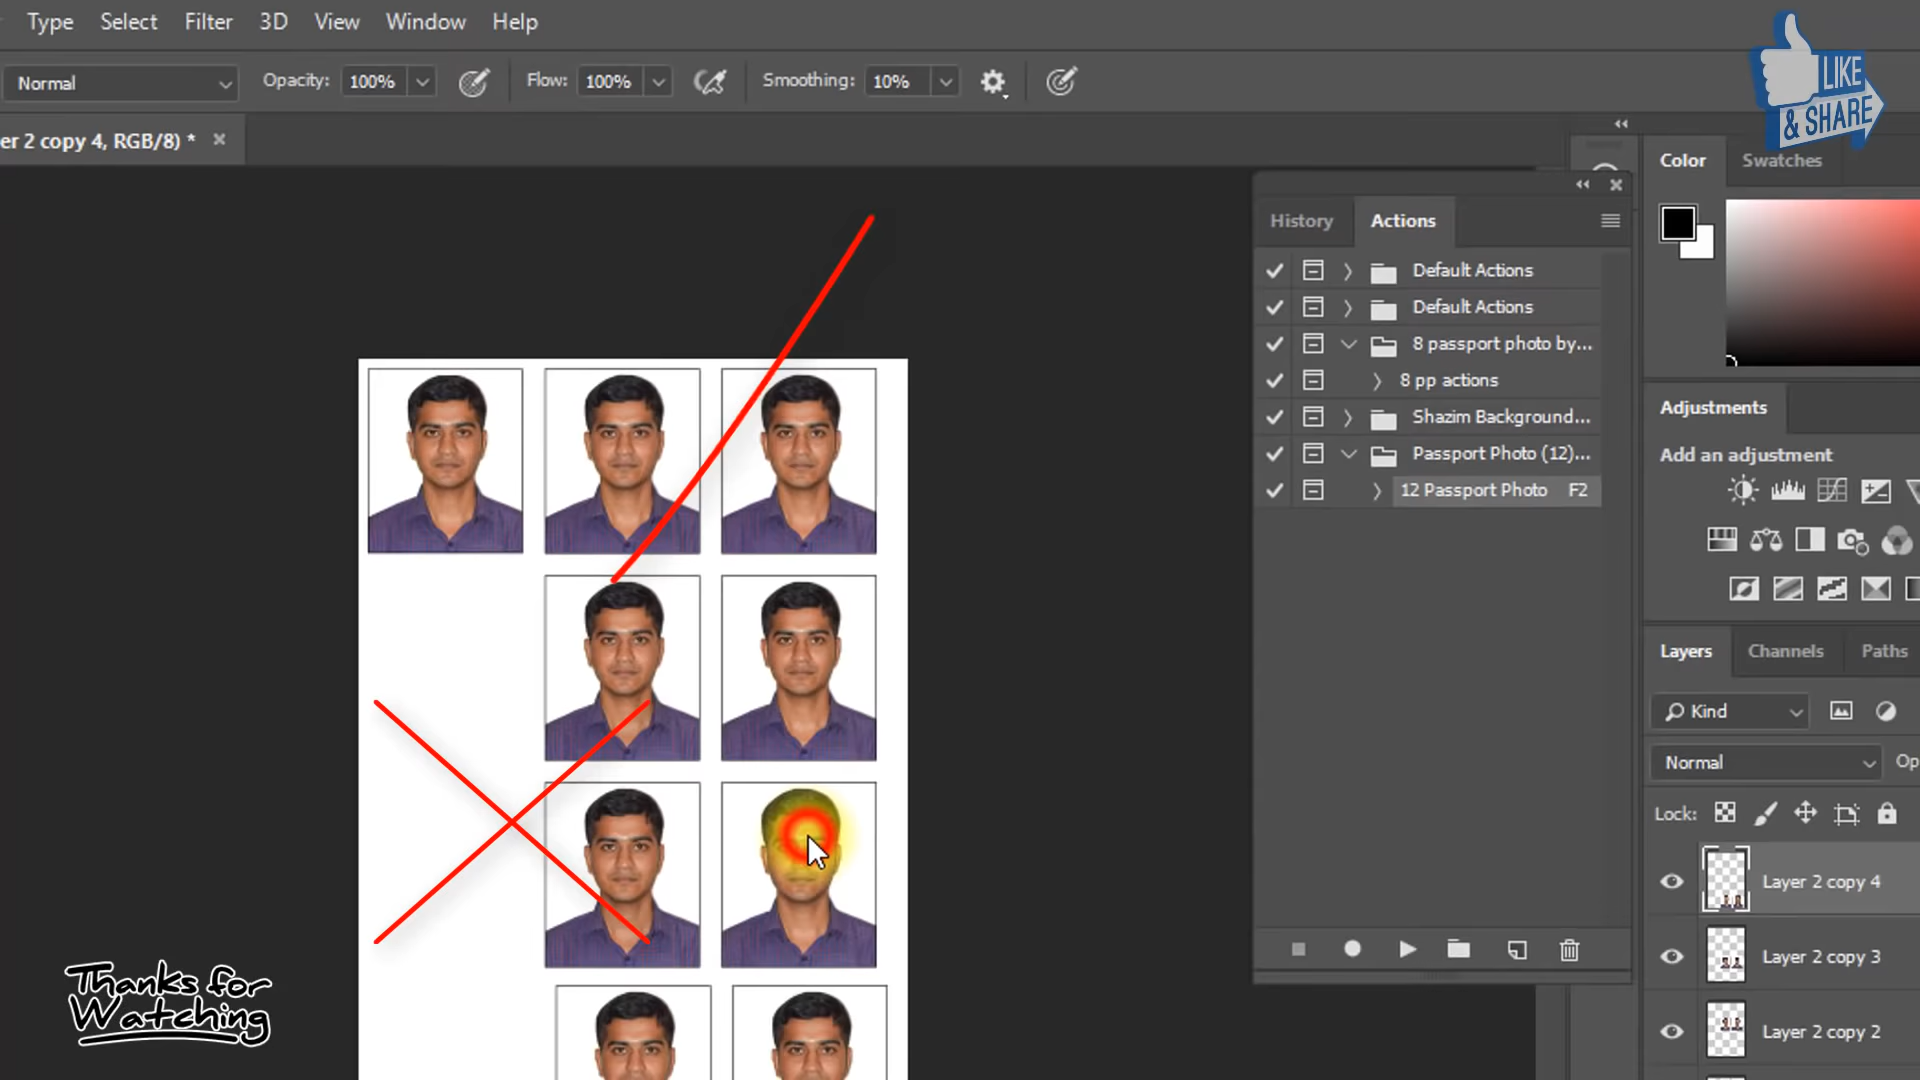 Type Select Filter 3D View Window Help
Normal Opacity: 100% Flow: 100% Smoothing: 10%
LIKE
& SHARE
er 2 copy 4, RGB/8) *
Color Swatches
History Actions
Default Actions
Default Actions
8 passport photo by...
8 pp actions
Shazim Background...
Passport Photo (12)...
12 Passport Photo F2
Adjustments
Add an adjustment
Layers Channels Paths
Kind
Normal Op
Lock:
Layer 2 copy 4
Layer 2 copy 3
Layer 2 copy 2
Thanks for
Watching